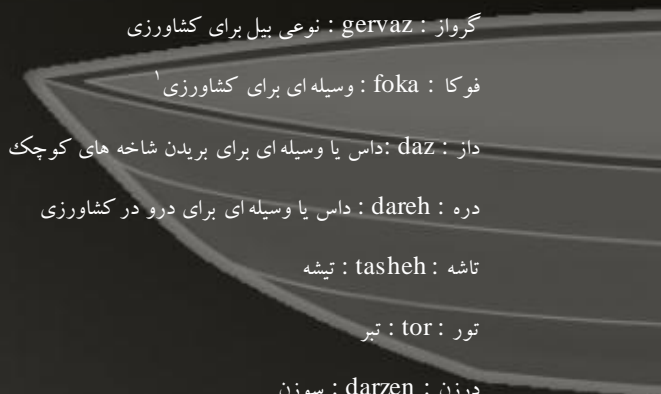 گرواز : gervaz : نوعی بیل برای کشاورزی
فوکا : foka : وسیله ای برای کشاورزی۱
داز : daz :داس یا وسیله ای برای بریدن شاخه های کوچک
دره : dareh : داس یا وسیله ای برای درو در کشاورزی
تاشه : tasheh : تیشه
تور : tor : تبر
درزن : darzen : سوزن